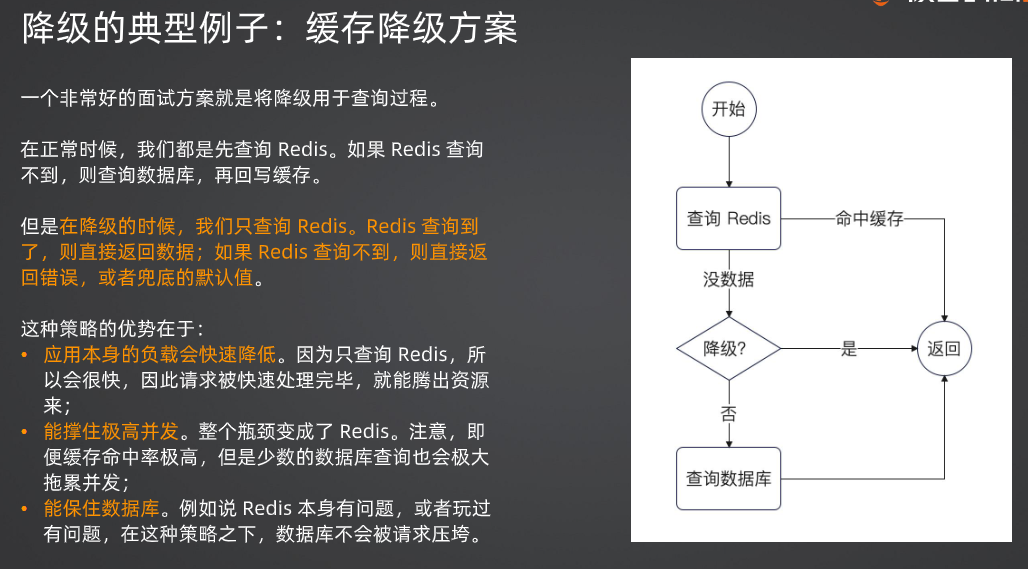 降级的典型例子：缓存降级方案
一个非常好的面试方案就是将降级用于查询过程。
在正常时候，我们都是先查询 Redis。如果 Redis 查询
不到，则查询数据库，再回写缓存。
但是在降级的时候，我们只查询 Redis。Redis 查询到
了，则直接返回数据；如果 Redis 查询不到，则直接返
回错误，或者兜底的默认值。
这种策略的优势在于：
• 应用本身的负载会快速降低。因为只查询 Redis，所
以会很快，因此请求被快速处理完毕，就能腾出资源
来；
• 能撑住极高并发。整个瓶颈变成了 Redis。注意，即
便缓存命中率极高，但是少数的数据库查询也会极大
拖累并发；
• 能保住数据库。例如说 Redis 本身有问题，或者玩过
有问题，在这种策略之下，数据库不会被请求压垮。
开始
查询 Redis
命中缓存
没数据
降级？
是
返回
否
查询数据库